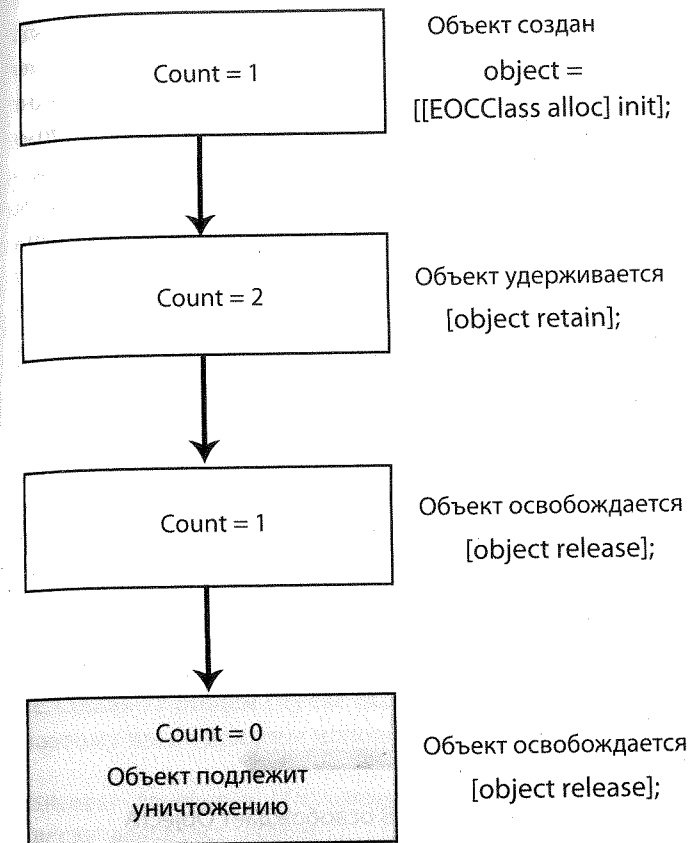 Count = 1
Объект создан
object =
[[EOCClass alloc] init];
Count = 2
Объект удерживается
[object retain];
Count = 1
Объект освобождается
[object release];
Count = 0
Объект подлежит
уничтожению
Объект освобождается
[object release];